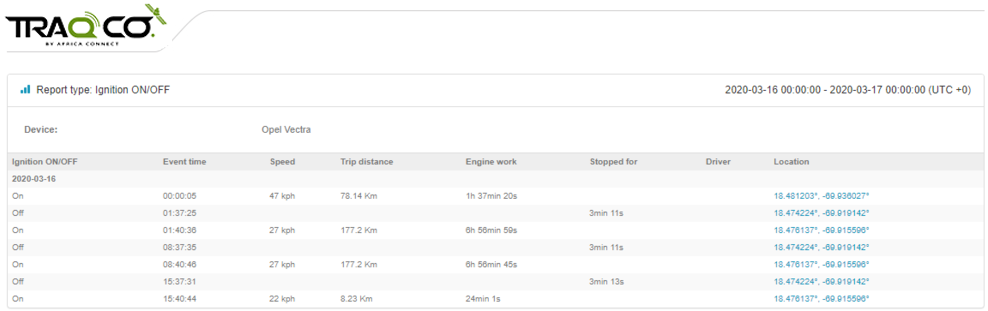 TRAQCO.
BY AFRICA CONNECT
Report type: Ignition ON/OFF 2020-03-16 00:00:00 - 2020-03-17 00:00:00 (UTC +0)
Device: Opel Vectra
Ignition ON/OFF Event time Speed Trip distance Engine work Stopped for Driver Location
2020-03-16
On 00:00:05 47 kph 78.14 Km 1h 37min 20s 18.481203°, -69.936027°
Off 01:37:25 3min 11s 18.474224°, -69.919142°
On 01:40:36 27 kph 177.2 Km 6h 56min 59s 18.476137°, -69.915596°
Off 08:37:35 3min 11s 18.474224°, -69.919142°
On 08:40:46 27 kph 177.2 Km 6h 56min 45s 18.476137°, -69.915596°
Off 15:37:31 3min 13s 18.474224°, -69.919142°
On 15:40:44 22 kph 8.23 Km 24min 1s 18.476137°, -69.915596°